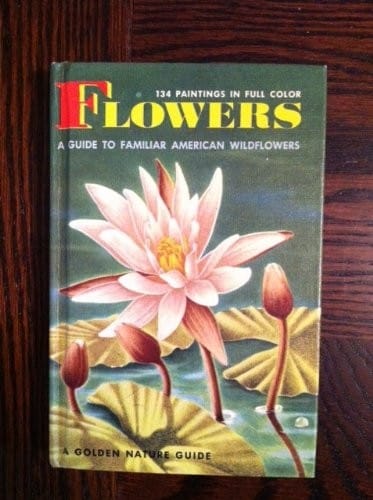 134 PAINTINGS IN FULL COLOR
FLOWERS
A GUIDE TO FAMILIAR AMERICAN WILDFLOWERS
A GOLDEN NATURE GUIDE